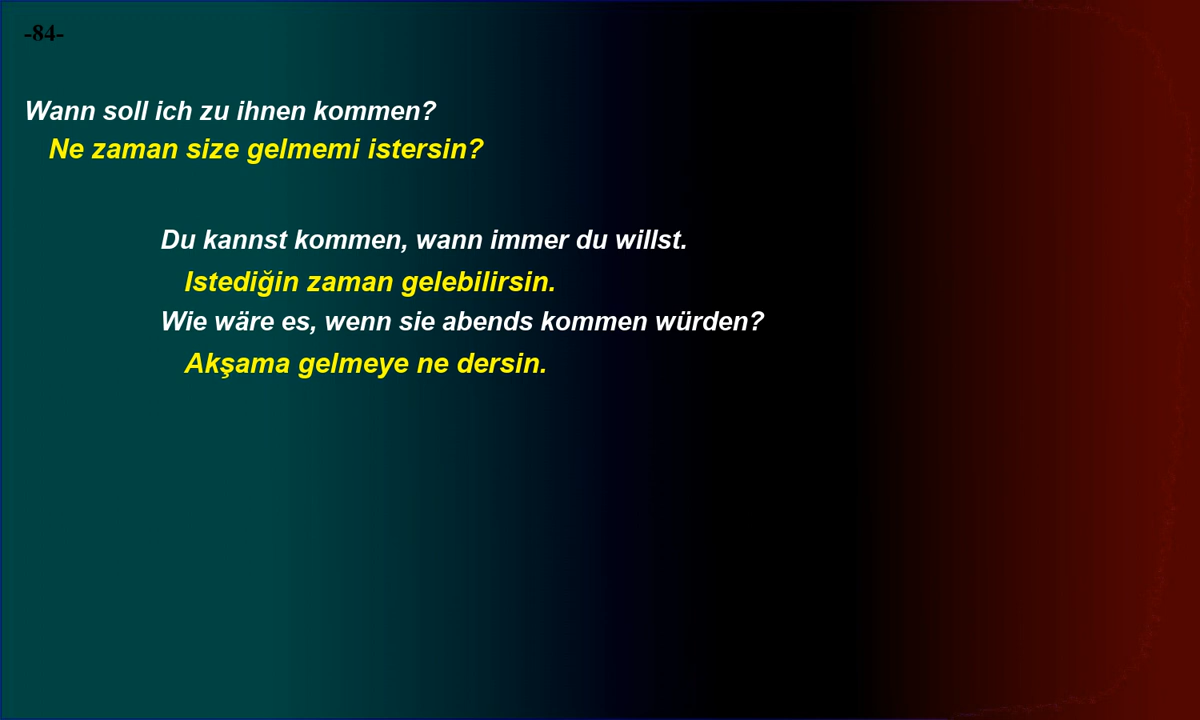 -84-
Wann soll ich zu ihnen kommen?
Ne zaman size gelmemi istersin?
Du kannst kommen, wann immer du willst.
Istediğin zaman gelebilirsin.
Wie wäre es, wenn sie abends kommen würden?
Akşama gelmeye ne dersin.